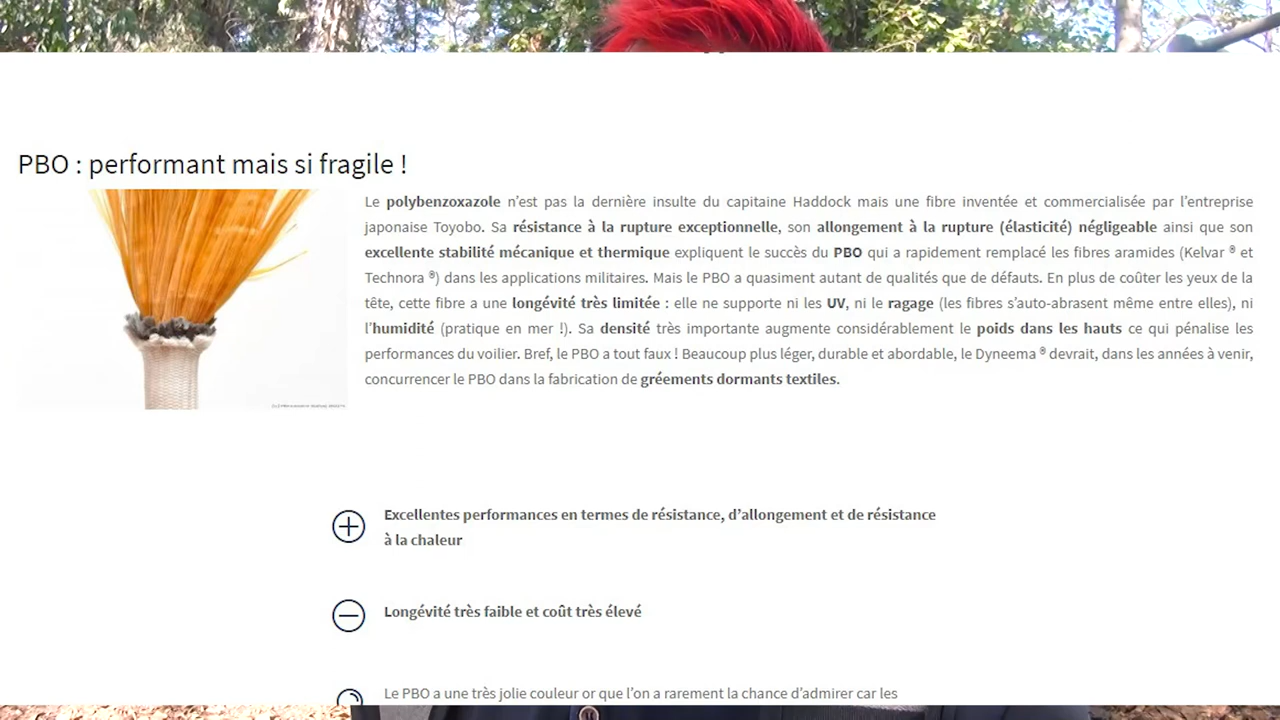 PBO : performant mais si fragile !
Le polybenzoxazole n'est pas la dernière insulte du capitaine Haddock mais une fibre inventée et commercialisée par l'entreprise
japonaise Toyobo. Sa résistance à la rupture exceptionnelle, son allongement à la rupture (élasticité) négligeable ainsi que son
excellente stabilité mécanique et thermique expliquent le succès du PBO qui a rapidement remplacé les fibres aramides (Kelvar ® et
Technora ®) dans les applications militaires. Mais le PBO a quasiment autant de qualités que de défauts. En plus de coûter les yeux de la
tête, cette fibre a une longévité très limitée : elle ne supporte ni les UV, ni le ragage (les fibres s'auto-abrasent même entre elles), ni
l'humidité (pratique en mer !). Sa densité très importante augmente considérablement le poids dans les hauts ce qui pénalise les
performances du voilier. Bref, le PBO a tout faux ! Beaucoup plus léger, durable et abordable, le Dyneema ® devrait, dans les années à venir,
concurrencer le PBO dans la fabrication de gréements dormants textiles.
Excellentes performances en termes de résistance, d'allongement et de résistance
à la chaleur
Longévité très faible et coût très élevé
Le PBO a une très jolie couleur or que l'on a rarement la chance d'admirer car les